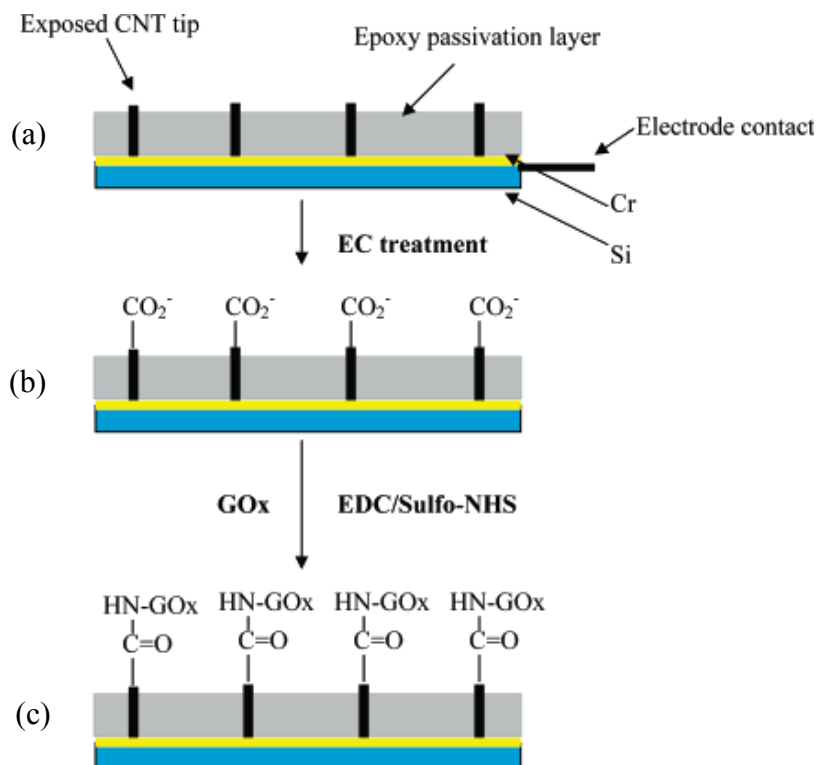 Exposed CNT tip
Epoxy passivation layer
(a)
Electrode contact
Cr
Si
EC treatment
CO₂⁻ CO₂⁻ CO₂⁻ CO₂⁻
(b)
GOx EDC/Sulfo-NHS
HN-GOx HN-GOx HN-GOx HN-GOx
C=O C=O C=O C=O
(c)